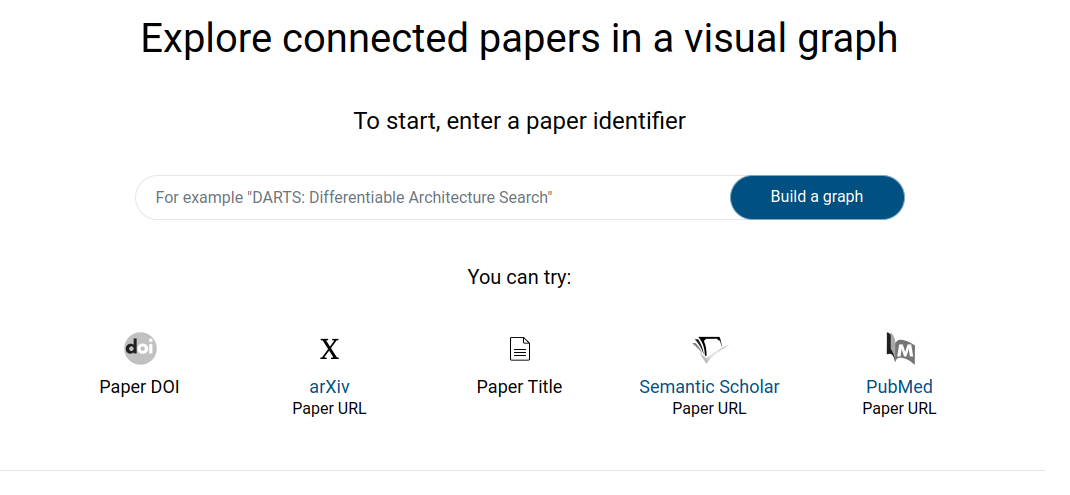 Explore connected papers in a visual graph
To start, enter a paper identifier
For example "DARTS: Differentiable Architecture Search"
Build a graph
You can try:
doi
X
M
Paper DOI
arXiv
Paper URL
Paper Title
Semantic Scholar
Paper URL
PubMed
Paper URL